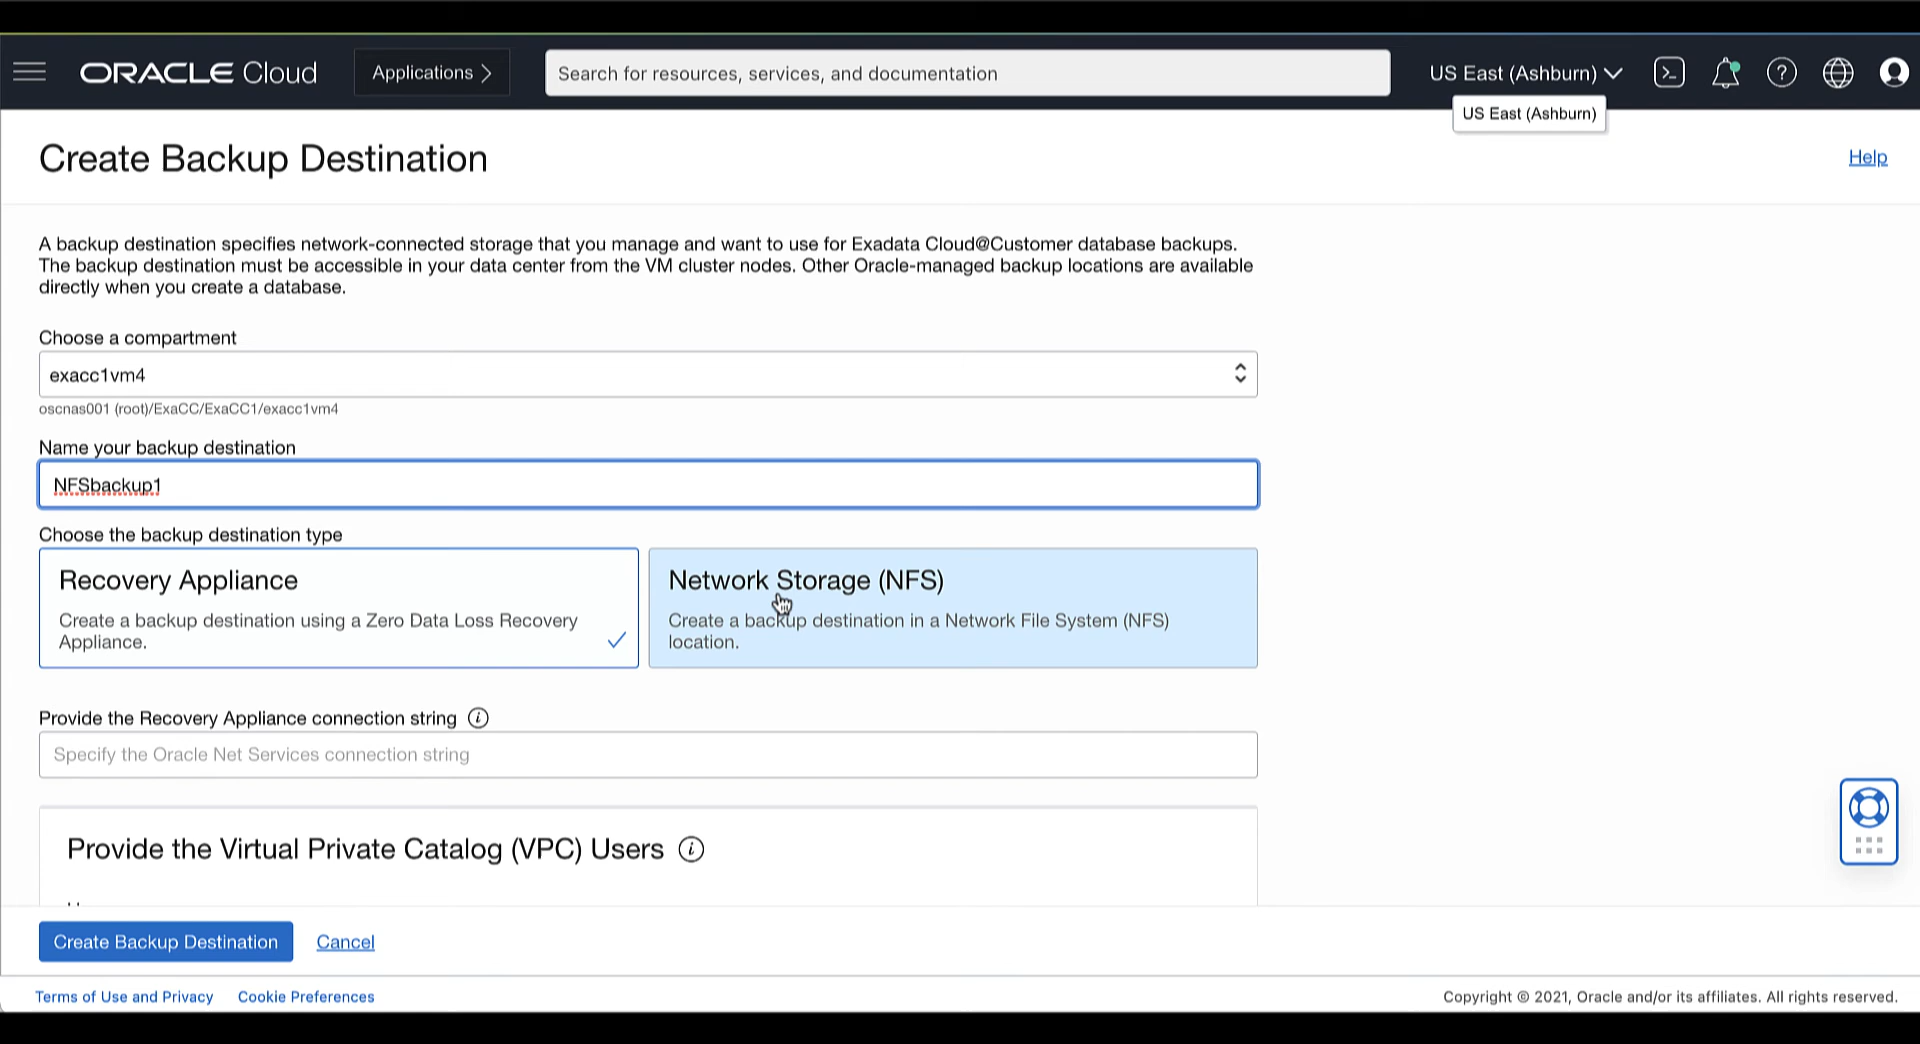 ORACLE Cloud
Applications
Search for resources, services, and documentation
US East (Ashburn)
US East (Ashburn)
Create Backup Destination
Help
A backup destination specifies network-connected storage that you manage and want to use for Exadata Cloud@Customer database backups.
The backup destination must be accessible in your data center from the VM cluster nodes. Other Oracle-managed backup locations are available
directly when you create a database.
Choose a compartment
exacc1vm4
oscnas001 (root)/ExaCC/ExaCC1/exacc1vm4
Name your backup destination
NFSbackup1
Choose the backup destination type
Recovery Appliance
Create a backup destination using a Zero Data Loss Recovery
Appliance.
Network Storage (NFS)
Create a backup destination in a Network File System (NFS)
location.
Provide the Recovery Appliance connection string
Specify the Oracle Net Services connection string
Provide the Virtual Private Catalog (VPC) Users
Create Backup Destination
Cancel
Terms of Use and Privacy
Cookie Preferences
Copyright © 2021, Oracle and/or its affiliates. All rights reserved.